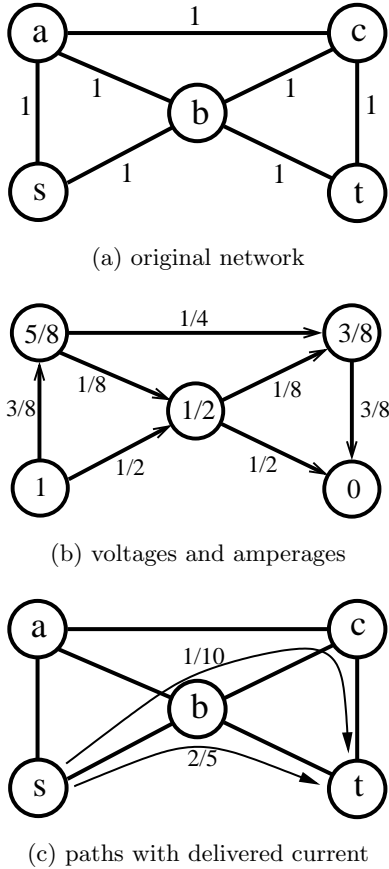 1
a
c
1
1
1
b
1
1
1
s
t
(a) original network
1/4
5/8
3/8
1/8
1/8
3/8
1/2
3/8
1/2
1/2
1
0
(b) voltages and amperages
a
c
1/10
b
2/5
s
t
(c) paths with delivered current